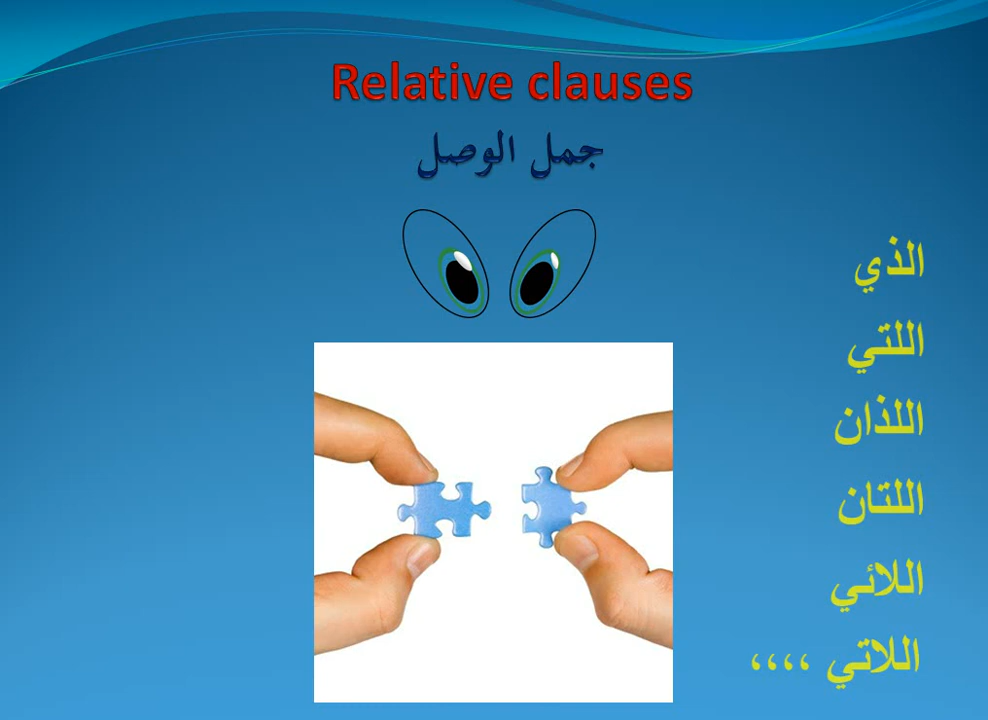 Relative clauses
جمل الوصل
الذي
اللتي
اللذان
اللتان
اللائي
اللاتي ،،،،